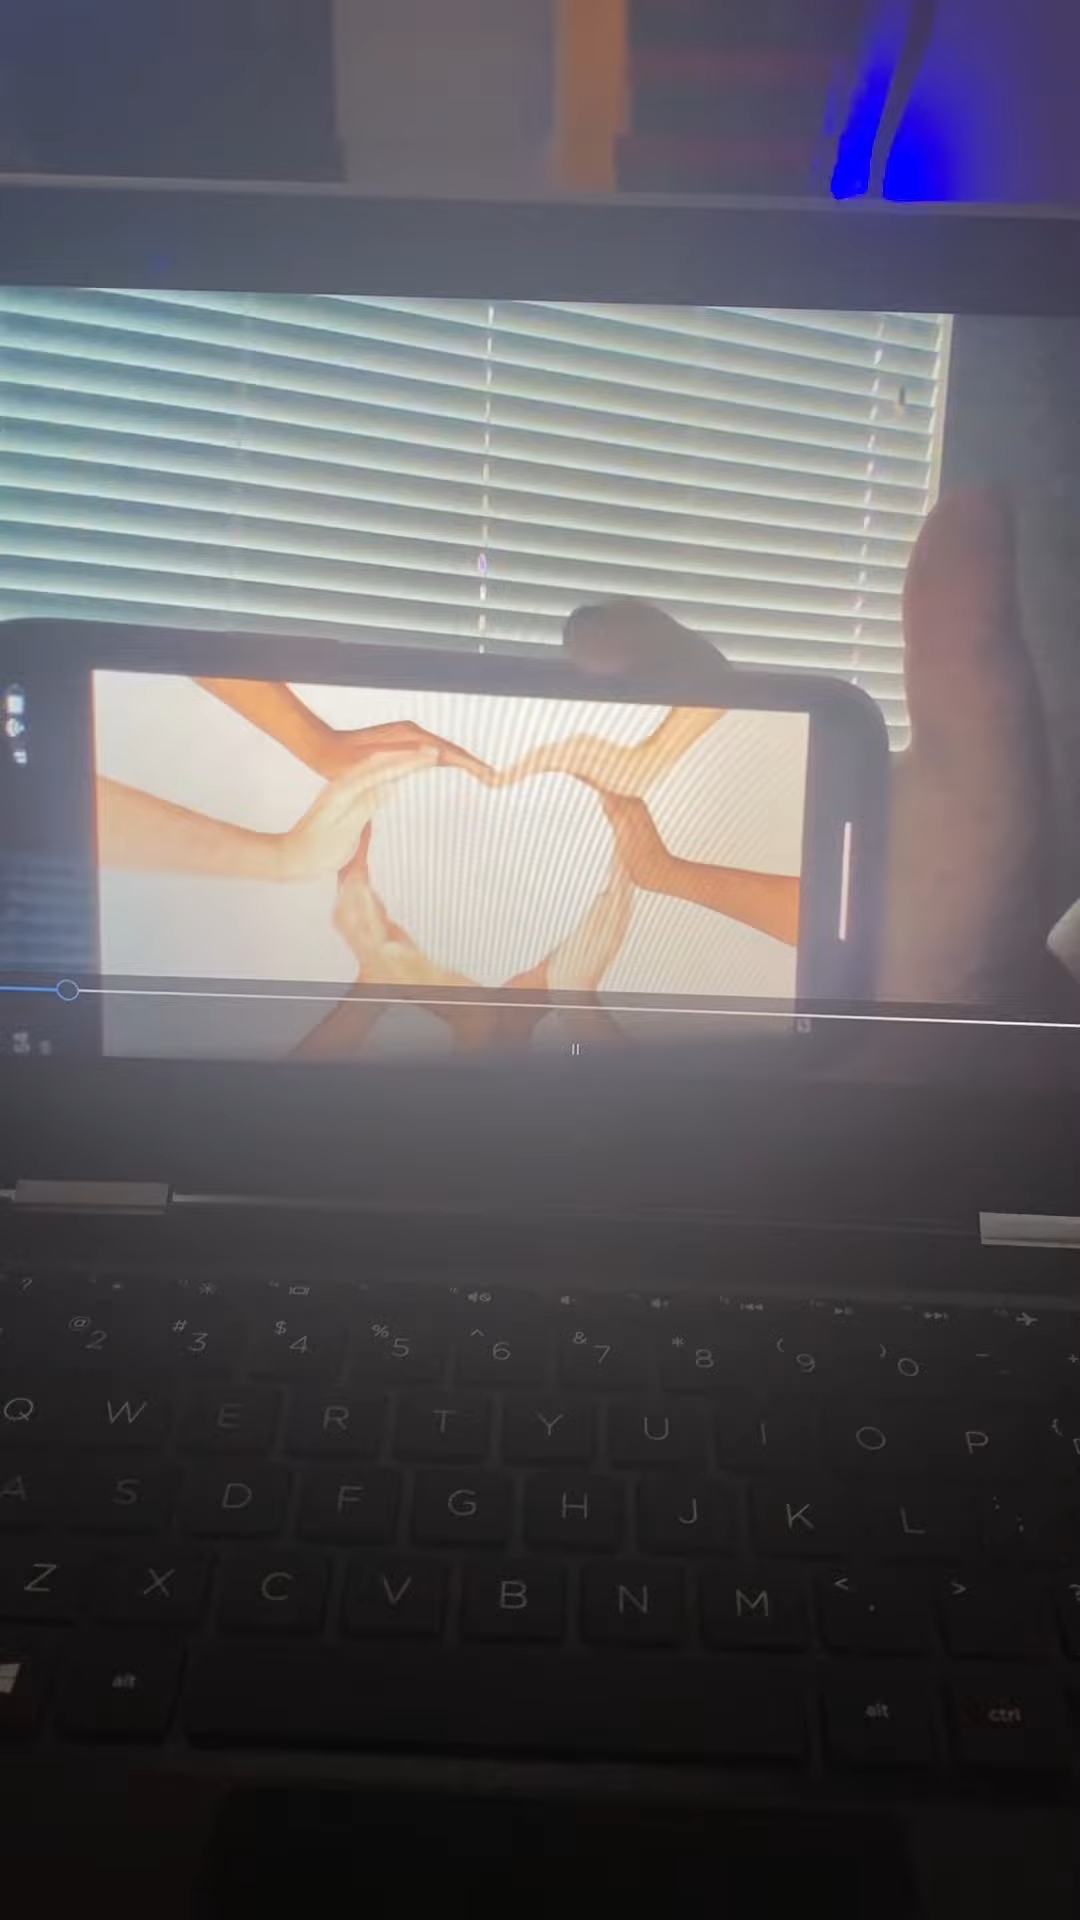 ?
@ 2 # 3 $ 4 % 5 ^ 6 & 7 * 8 ( 9 ) 0 - +
Q W E R T Y U I O P {
A S D F G H J K L : ;
Z X C V B N M < . > ?
alt alt ctrl